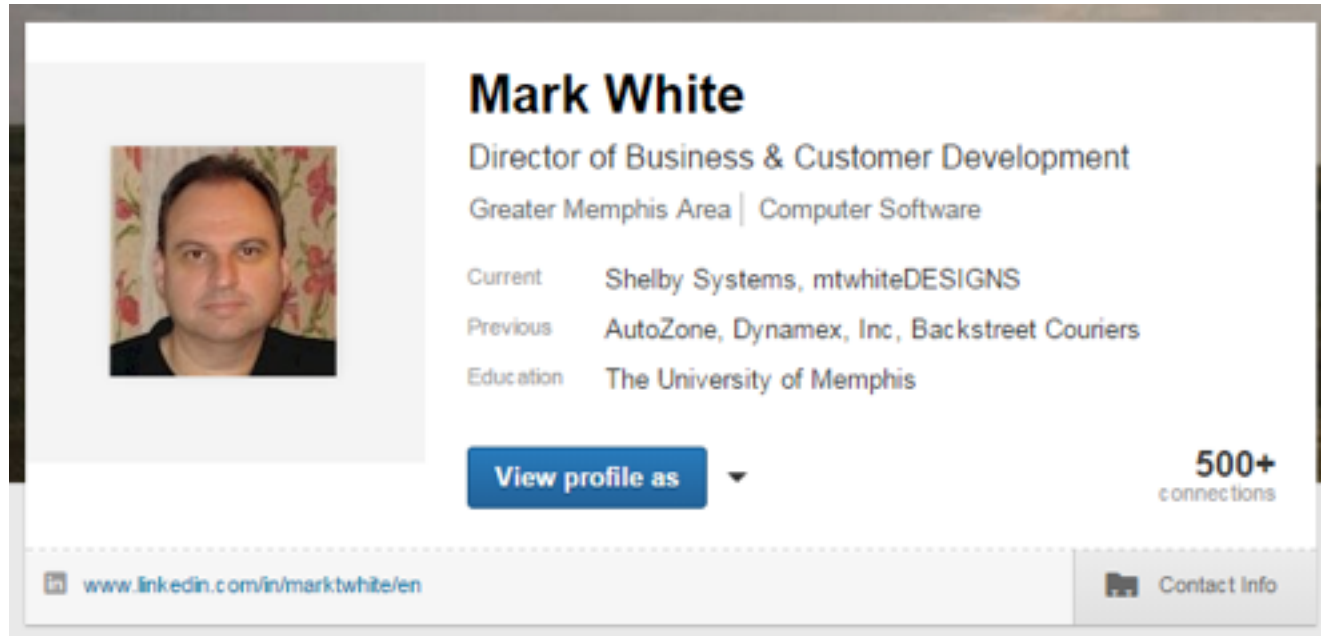 Mark White
Director of Business & Customer Development
Greater Memphis Area | Computer Software
Current Shelby Systems, mtwhiteDESIGNS
Previous AutoZone, Dynamex, Inc, Backstreet Couriers
Education The University of Memphis
View profile as
500+
connections
in www.linkedin.com/in/marktwhite/en
Contact Info